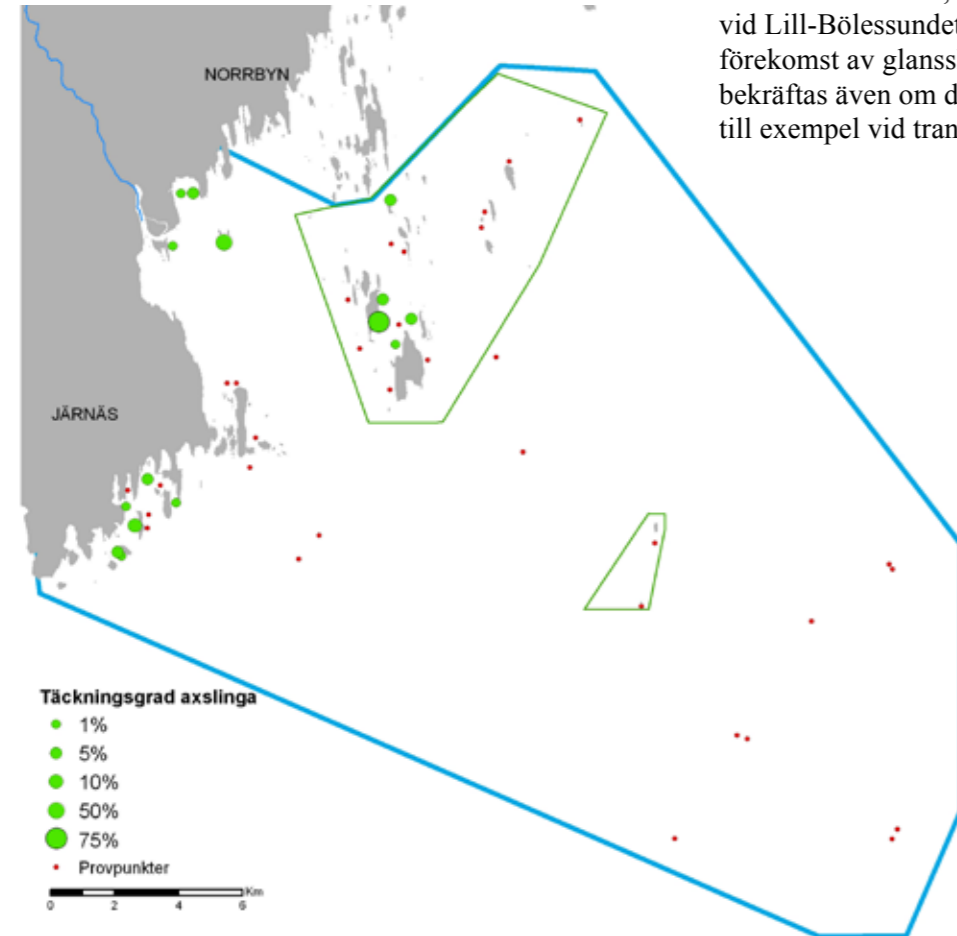 vid Lill-Bölessundet
förekomst av glanss
bekräftas även om d
till exempel vid tran
NORRBYN
JÄRNÄS
Täckningsgrad axslinga
1%
5%
10%
50%
75%
Provpunkter
Km
0 2 4 6